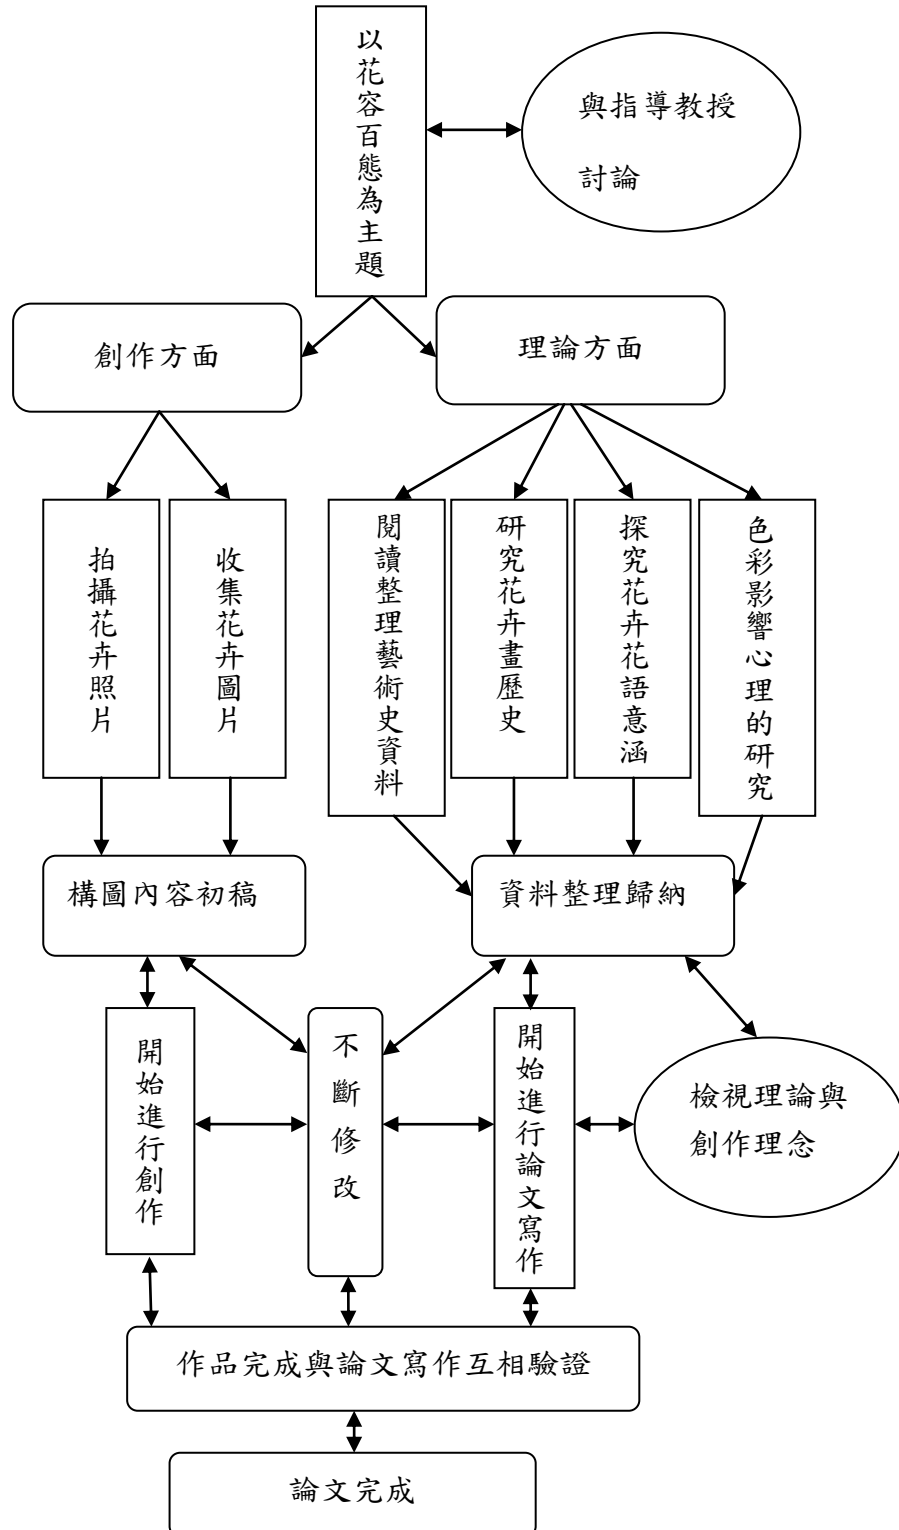 以花容百態為主題
與指導教授
討論
創作方面
理論方面
拍攝花卉照片
收集花卉圖片
閱讀整理藝術史資料
研究花卉畫歷史
探究花卉花語意涵
色彩影響心理的研究
構圖內容初稿
資料整理歸納
開始進行創作
不斷修改
開始進行論文寫作
檢視理論與
創作理念
作品完成與論文寫作互相驗證
論文完成